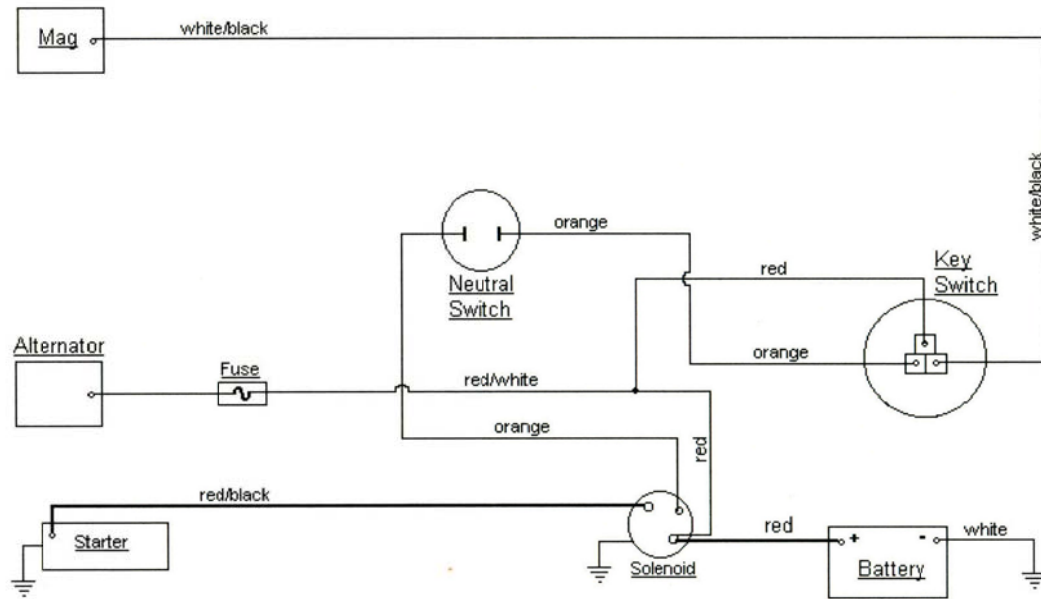 Mag
white/black
white/black
orange
Neutral
Switch
red
Key
Switch
Alternator
Fuse
red/white
orange
orange
red
red/black
Starter
Solenoid
red
+ -
Battery
white